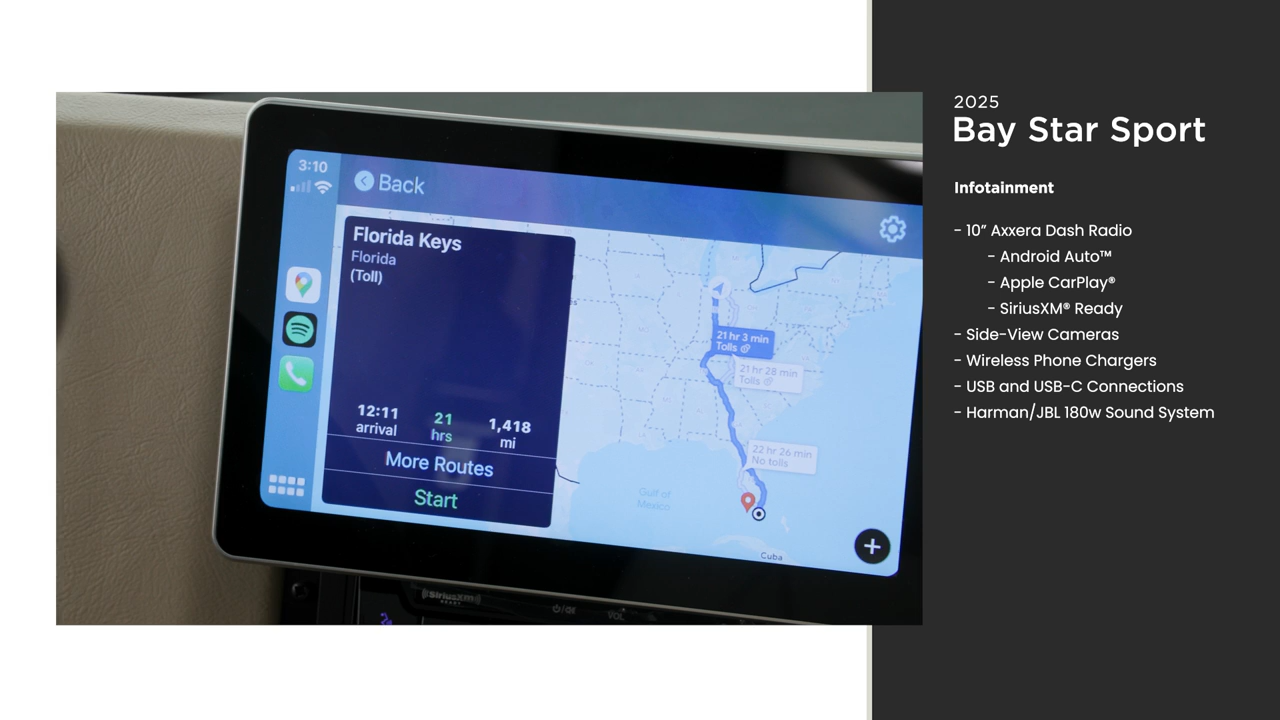 2025
Bay Star Sport
Infotainment
- 10” Axxera Dash Radio
- Android Auto™
- Apple CarPlay®
- SiriusXM® Ready
- Side-View Cameras
- Wireless Phone Chargers
- USB and USB-C Connections
- Harman/JBL 180w Sound System
3:10
Back
Florida Keys
Florida
(Toll)
12:11 21 1,418
arrival hrs mi
More Routes
Start
21 hr 3 min
Tolls
21 hr 28 min
Tolls
22 hr 26 min
No tolls
Gulf of
Mexico
Cuba
((SiriusXM))
READY
VOL